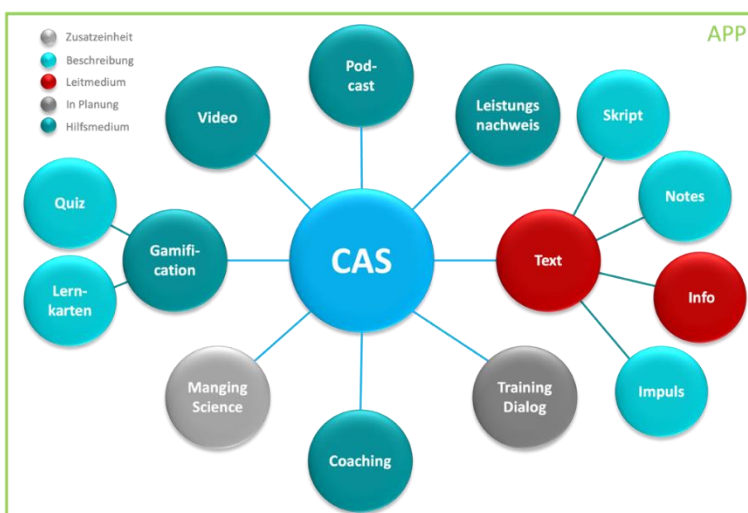 APP
Zusatzeinheit
Beschreibung
Leitmedium
In Planung
Hilfsmedium
Pod-
cast
Video
Leistungs
nachweis
Skript
Quiz
Notes
Gamifi-
cation
CAS
Text
Lern-
karten
Info
Manging
Science
Training
Dialog
Impuls
Coaching